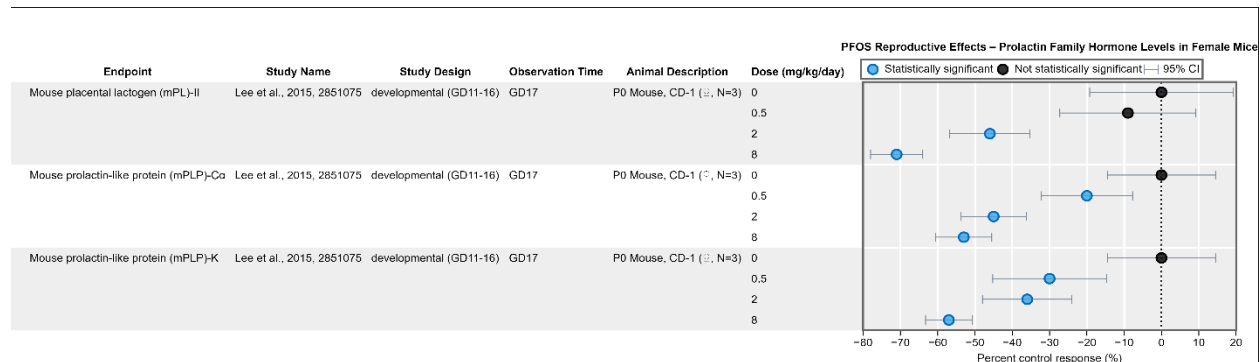 PFOS Reproductive Effects – Prolactin Family Hormone Levels in Female Mice
Endpoint Study Name Study Design Observation Time Animal Description Dose (mg/kg/day)
Statistically significant Not statistically significant 95% CI
Mouse placental lactogen (mPL)-II Lee et al., 2015, 2851075 developmental (GD11-16) GD17 P0 Mouse, CD-1 (♀, N=3) 0
0.5
2
8
Mouse prolactin-like protein (mPLP)-Cα Lee et al., 2015, 2851075 developmental (GD11-16) GD17 P0 Mouse, CD-1 (♀, N=3) 0
0.5
2
8
Mouse prolactin-like protein (mPLP)-K Lee et al., 2015, 2851075 developmental (GD11-16) GD17 P0 Mouse, CD-1 (♀, N=3) 0
0.5
2
8
−80 −70 −60 −50 −40 −30 −20 −10 0 10 20
Percent control response (%)